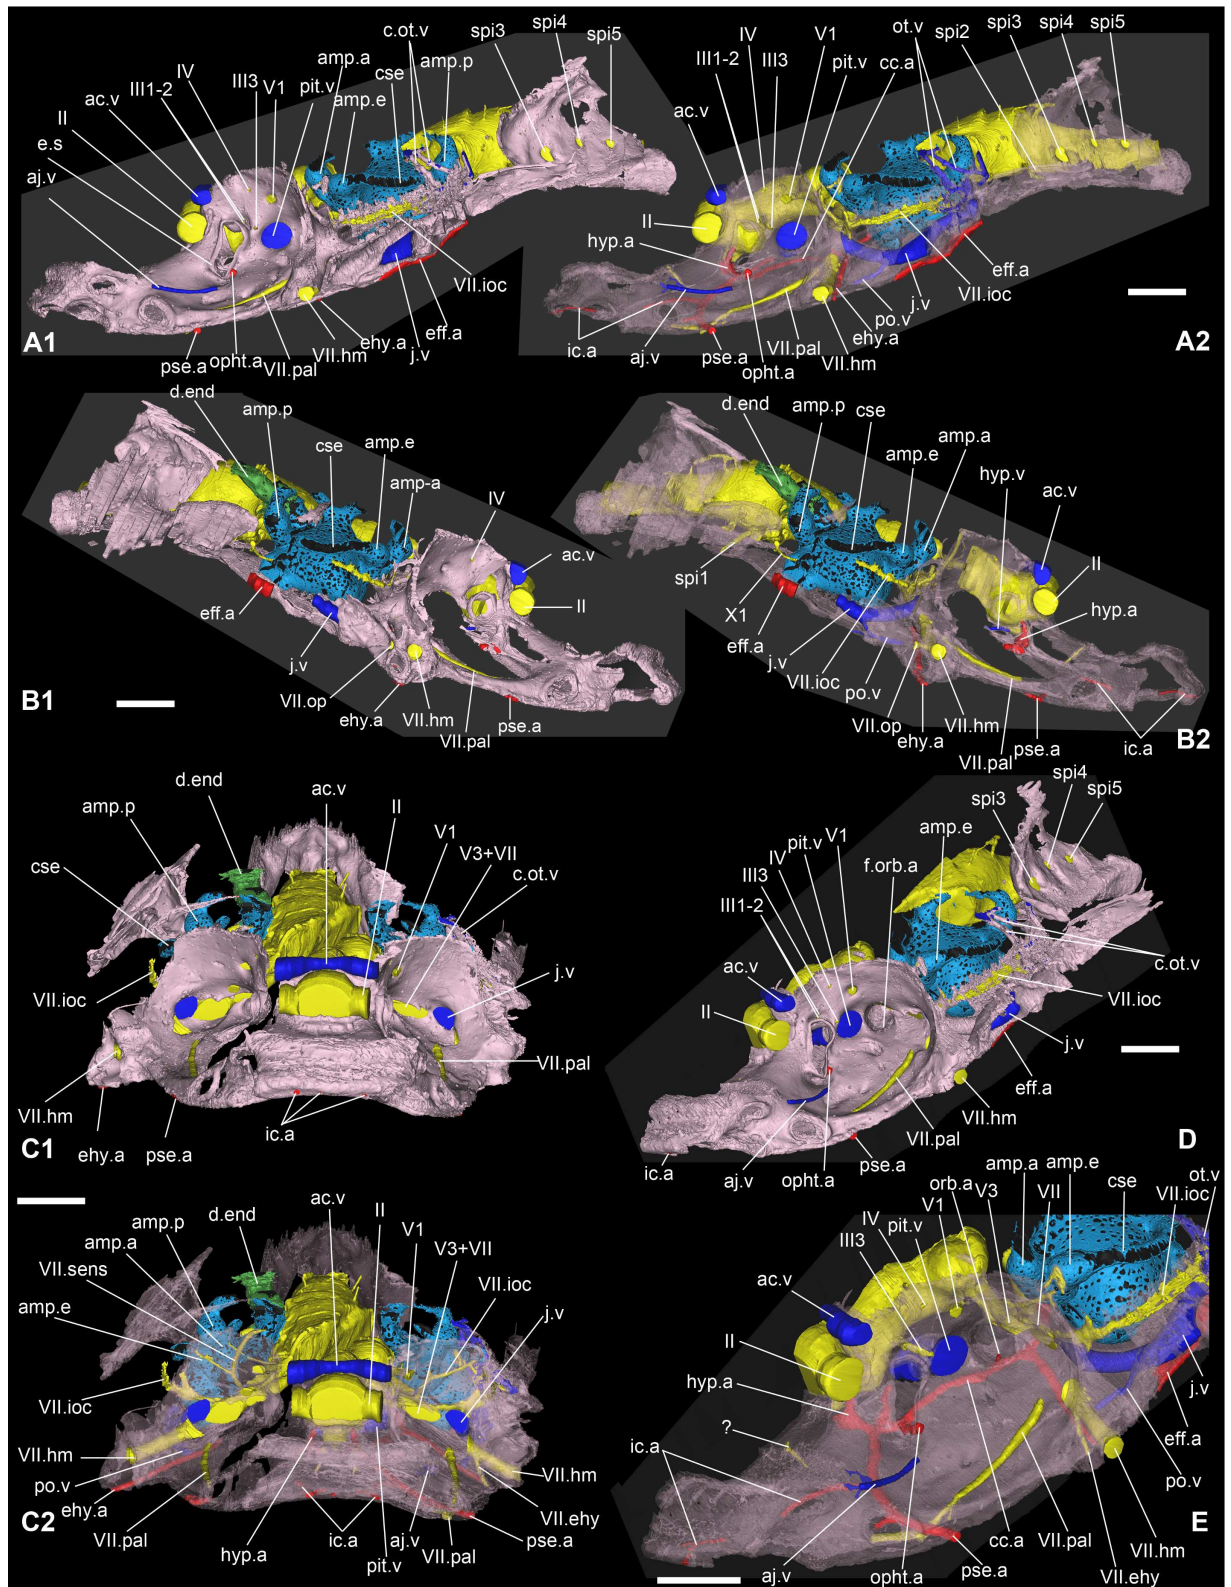 c.ot.v
amp.a
cse
amp.p
spi3
spi4
spi5
IV
III1-2
III3
V1
pit.v
amp.e
ac.v
II
e.s
aj.v
VII.ioc
eff.a
j.v
ehy.a
VII.hm
VII.pal
opht.a
pse.a
A1
IV
III1-2
III3
V1
pit.v
cc.a
ot.v
spi2
spi3
spi4
spi5
ac.v
II
hyp.a
eff.a
VII.ioc
j.v
po.v
ehy.a
VII.hm
VII.pal
opht.a
pse.a
aj.v
ic.a
A2
d.end
amp.p
cse
amp.e
amp-a
IV
ac.v
II
eff.a
j.v
VII.op
ehy.a
VII.hm
VII.pal
pse.a
B1
d.end
amp.p
cse
amp.e
amp.a
hyp.v
ac.v
II
hyp.a
spi1
X1
eff.a
j.v
VII.ioc
po.v
VII.op
ehy.a
VII.hm
VII.pal
pse.a
ic.a
B2
d.end
amp.p
cse
ac.v
II
V1
V3+VII
c.ot.v
j.v
VII.ioc
VII.pal
VII.hm
ehy.a
pse.a
ic.a
C1
spi4
spi3
spi5
amp.e
f.orb.a
V1
pit.v
IV
III3
III1-2
ac.v
II
c.ot.v
VII.ioc
j.v
eff.a
VII.hm
VII.pal
pse.a
opht.a
aj.v
ic.a
D
ac.v
II
d.end
amp.p
amp.a
VII.sens
amp.e
V1
V3+VII
VII.ioc
j.v
VII.ioc
VII.hm
po.v
ehy.a
VII.pal
hyp.a
ic.a
pit.v
aj.v
VII.pal
pse.a
VII.ehy
VII.hm
C2
amp.a
amp.e
cse
ot.v
VII.ioc
orb.a
V3
VII
V1
pit.v
IV
III3
ac.v
II
hyp.a
?
ic.a
j.v
eff.a
po.v
VII.hm
VII.ehy
VII.pal
cc.a
pse.a
opht.a
aj.v
E